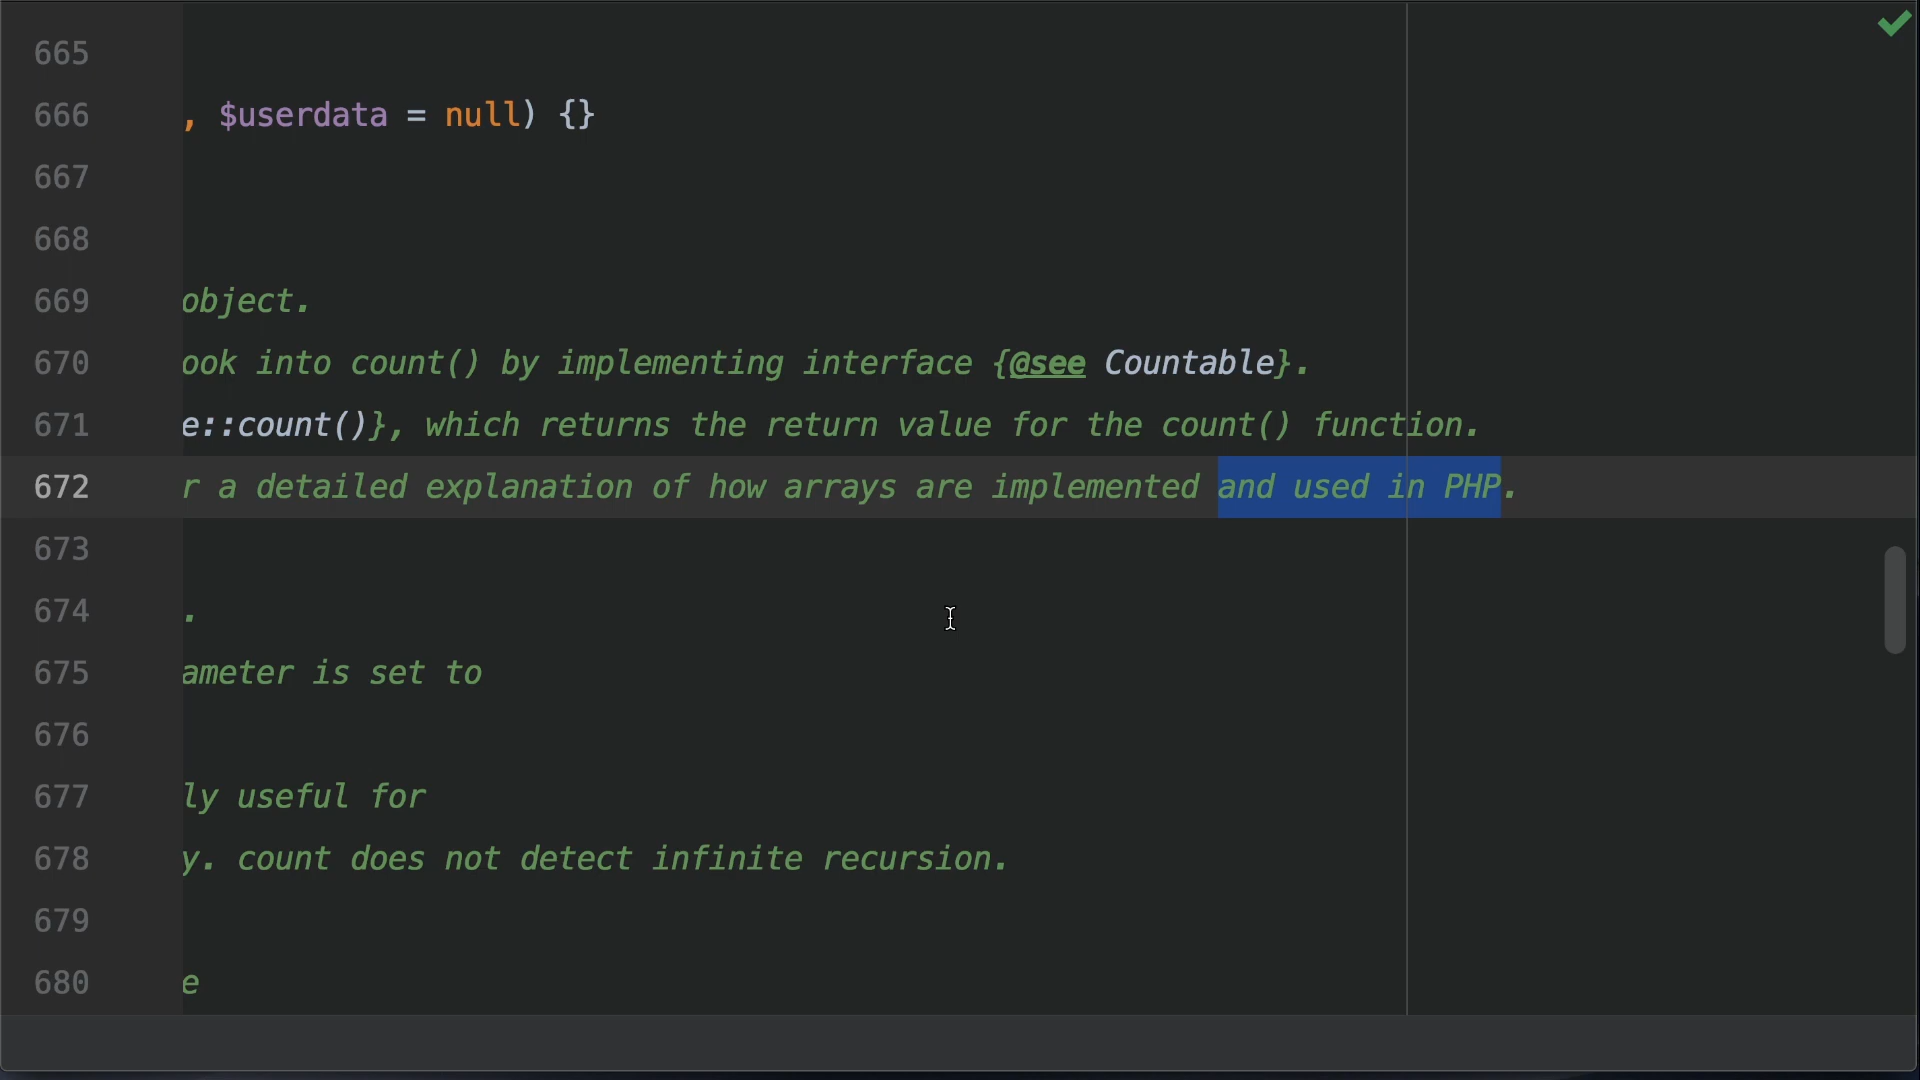 665
666 , $userdata = null) {}
667
668
669 object.
670 ook into count() by implementing interface {@see Countable}.
671 e::count()}, which returns the return value for the count() function.
672 r a detailed explanation of how arrays are implemented and used in PHP.
673
674 .
675 ameter is set to
676
677 ly useful for
678 y. count does not detect infinite recursion.
679
680 e